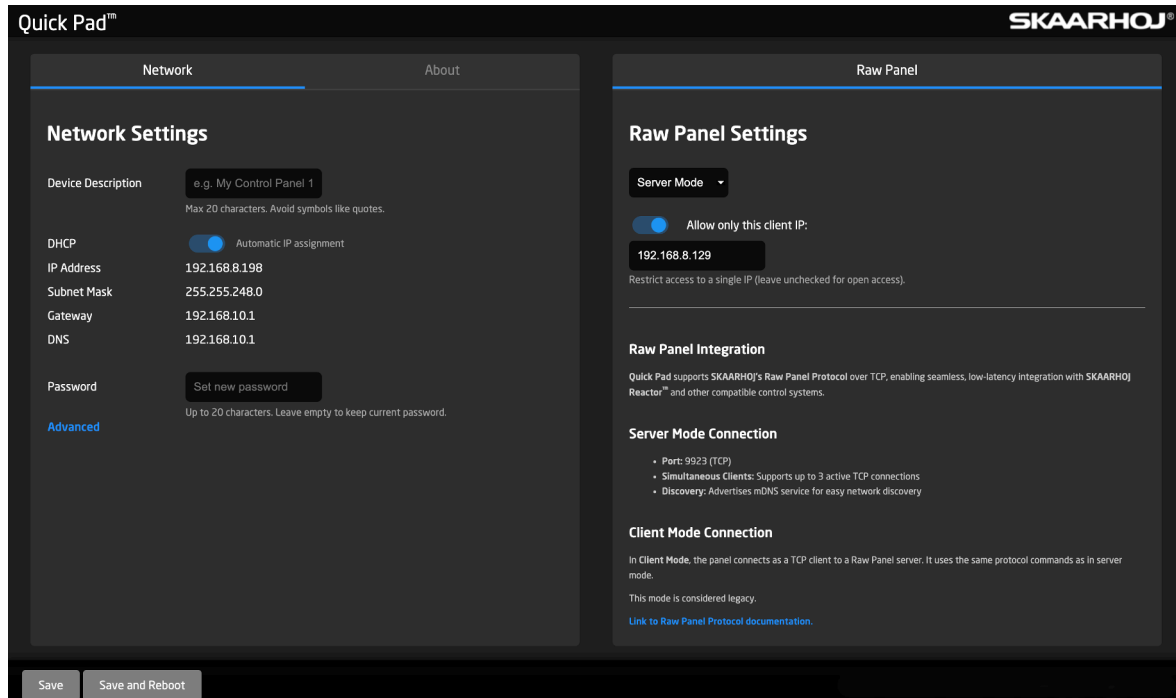 Quick Pad™
SKAARHOJ®
Network
About
Network Settings
Device Description
e.g. My Control Panel 1
Max 20 characters. Avoid symbols like quotes.
DHCP
Automatic IP assignment
IP Address
192.168.8.198
Subnet Mask
255.255.248.0
Gateway
192.168.10.1
DNS
192.168.10.1
Password
Set new password
Up to 20 characters. Leave empty to keep current password.
Advanced
Raw Panel
Raw Panel Settings
Server Mode
Allow only this client IP:
192.168.8.129
Restrict access to a single IP (leave unchecked for open access).
Raw Panel Integration
Quick Pad supports SKAARHOJ's Raw Panel Protocol over TCP, enabling seamless, low-latency integration with SKAARHOJ
Reactor™ and other compatible control systems.
Server Mode Connection
• Port: 9923 (TCP)
• Simultaneous Clients: Supports up to 3 active TCP connections
• Discovery: Advertises mDNS service for easy network discovery
Client Mode Connection
In Client Mode, the panel connects as a TCP client to a Raw Panel server. It uses the same protocol commands as in server
mode.
This mode is considered legacy.
Link to Raw Panel Protocol documentation.
Save
Save and Reboot